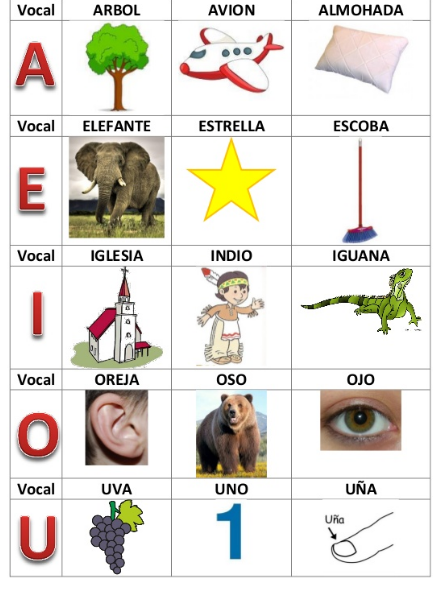 Vocal ARBOL AVION ALMOHADA
A
Vocal ELEFANTE ESTRELLA ESCOBA
E
Vocal IGLESIA INDIO IGUANA
I
Vocal OREJA OSO OJO
O
Vocal UVA UNO UÑA
U 1 Uña